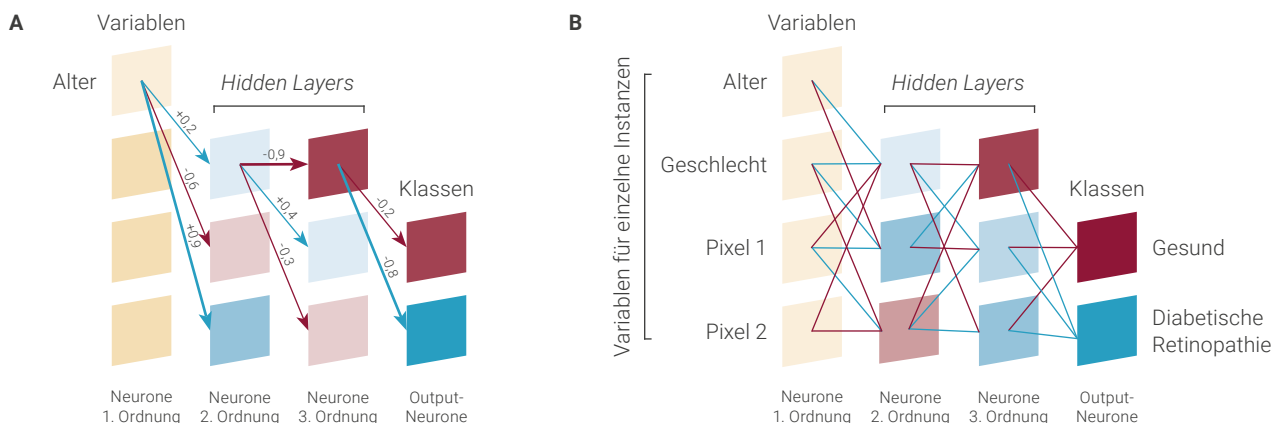 A
Variablen
Alter
Hidden Layers
+0,2
-0,6
+0,9
-0,9
+0,4
-0,3
Klassen
-0,2
-0,8
Neurone
1. Ordnung
Neurone
2. Ordnung
Neurone
3. Ordnung
Output-
Neurone
B
Variablen
Variablen für einzelne Instanzen
Alter
Hidden Layers
Geschlecht
Klassen
Pixel 1
Gesund
Pixel 2
Diabetische
Retinopathie
Neurone
1. Ordnung
Neurone
2. Ordnung
Neurone
3. Ordnung
Output-
Neurone